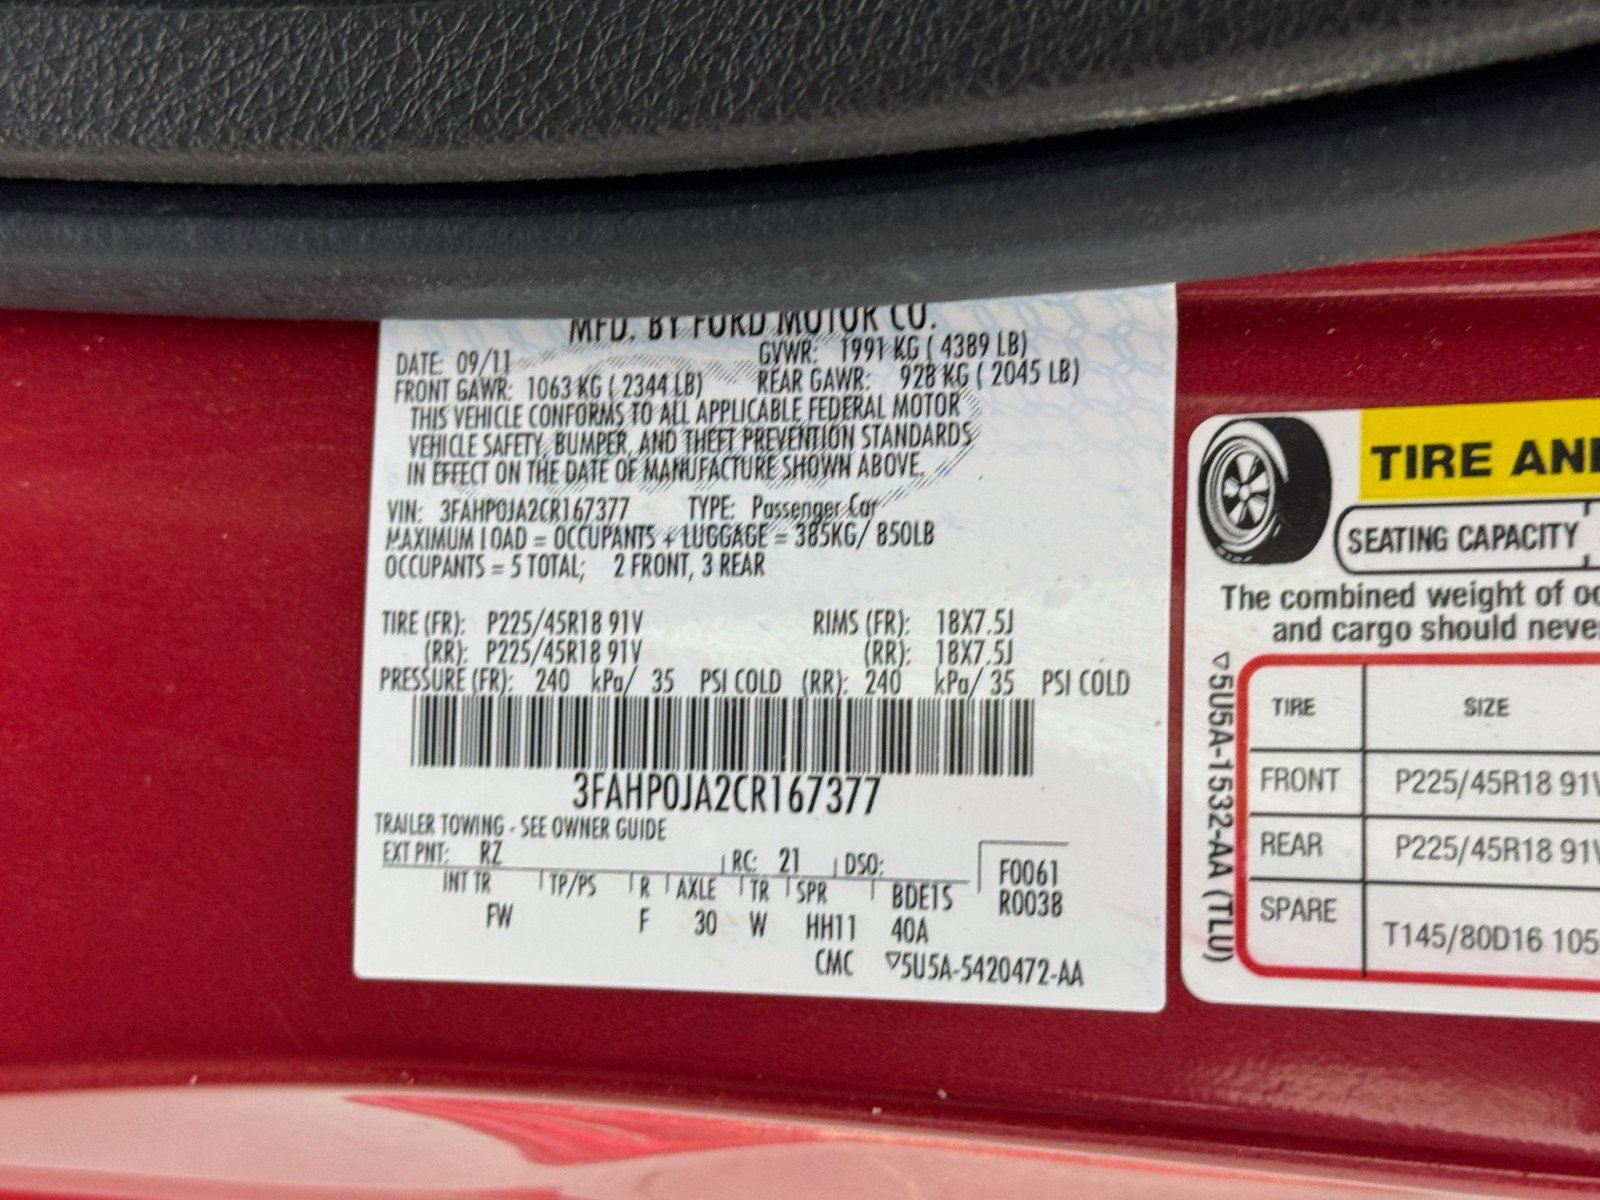 MFD. BY FORD MOTOR CO.
DATE: 09/11 GVWR: 1991 KG ( 4389 LB)
FRONT GAWR: 1063 KG ( 2344 LB) REAR GAWR: 928 KG ( 2045 LB)
THIS VEHICLE CONFORMS TO ALL APPLICABLE FEDERAL MOTOR
VEHICLE SAFETY, BUMPER, AND THEFT PREVENTION STANDARDS
IN EFFECT ON THE DATE OF MANUFACTURE SHOWN ABOVE.
VIN: 3FAHP0JA2CR167377 TYPE: Passenger Car
MAXIMUM LOAD = OCCUPANTS + LUGGAGE = 385KG/ 850LB
OCCUPANTS = 5 TOTAL; 2 FRONT, 3 REAR
TIRE (FR): P225/45R18 91V RIMS (FR): 18X7.5J
(RR): P225/45R18 91V (RR): 18X7.5J
PRESSURE (FR): 240 kPa/ 35 PSI COLD (RR): 240 kPa/ 35 PSI COLD
3FAHP0JA2CR167377
TRAILER TOWING - SEE OWNER GUIDE
EXT PNT: RZ RC: 21 DSO: F0061
INT TR TP/PS R AXLE TR SPR BDE15 R0038
FW F 30 W HH11 40A
CMC ▽5U5A-5420472-AA
TIRE AN
SEATING CAPACITY
The combined weight of oc
and cargo should neve
▽5U5A-1532-AA (TLU)
TIRE SIZE
FRONT P225/45R18 91V
REAR P225/45R18 91V
SPARE T145/80D16 105